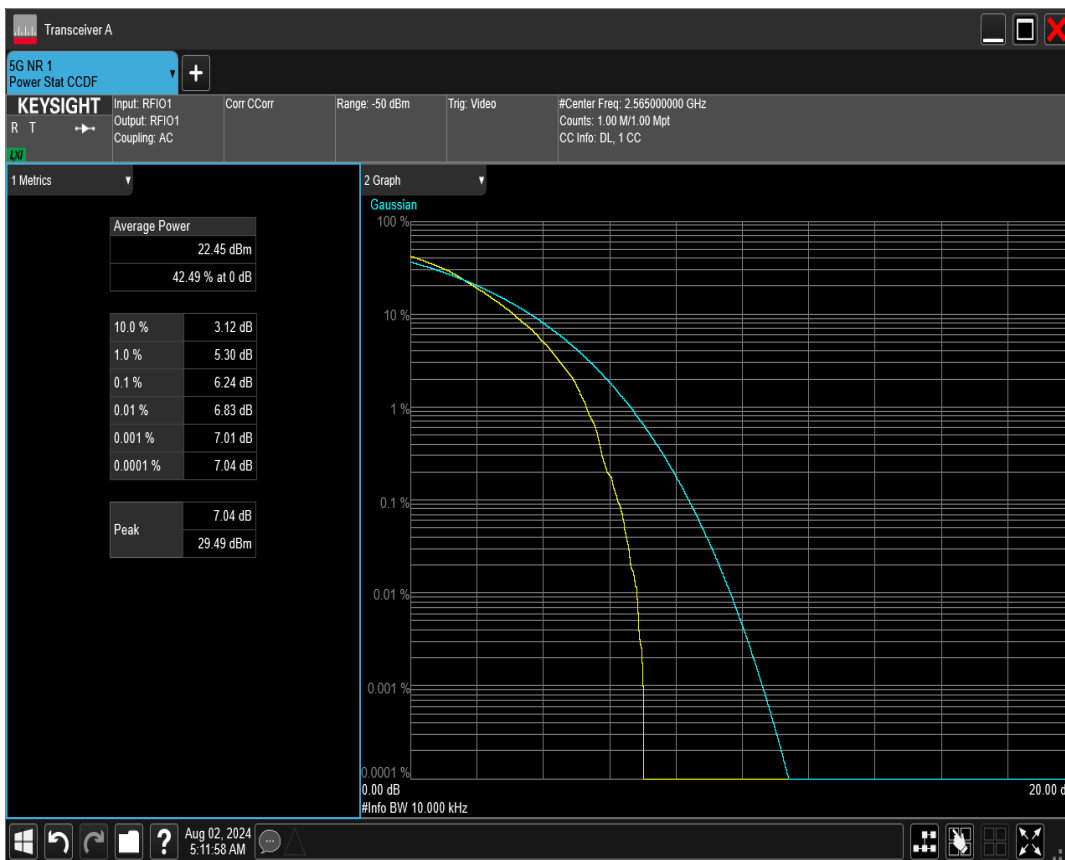 Transceiver A
5G NR 1
Power Stat CCDF
+
KEYSIGHT
R T
LXI
Input: RFIO1
Output: RFIO1
Coupling: AC
Corr CCorr
Range: -50 dBm
Trig: Video
#Center Freq: 2.565000000 GHz
Counts: 1.00 M/1.00 Mpt
CC Info: DL, 1 CC
1 Metrics
Average Power
22.45 dBm
42.49 % at 0 dB
10.0 % 3.12 dB
1.0 % 5.30 dB
0.1 % 6.24 dB
0.01 % 6.83 dB
0.001 % 7.01 dB
0.0001 % 7.04 dB
Peak
7.04 dB
29.49 dBm
2 Graph
Gaussian
100 %
10 %
1 %
0.1 %
0.01 %
0.001 %
0.0001 %
0.00 dB
20.00 d
#Info BW 10.000 kHz
?
Aug 02, 2024
5:11:58 AM